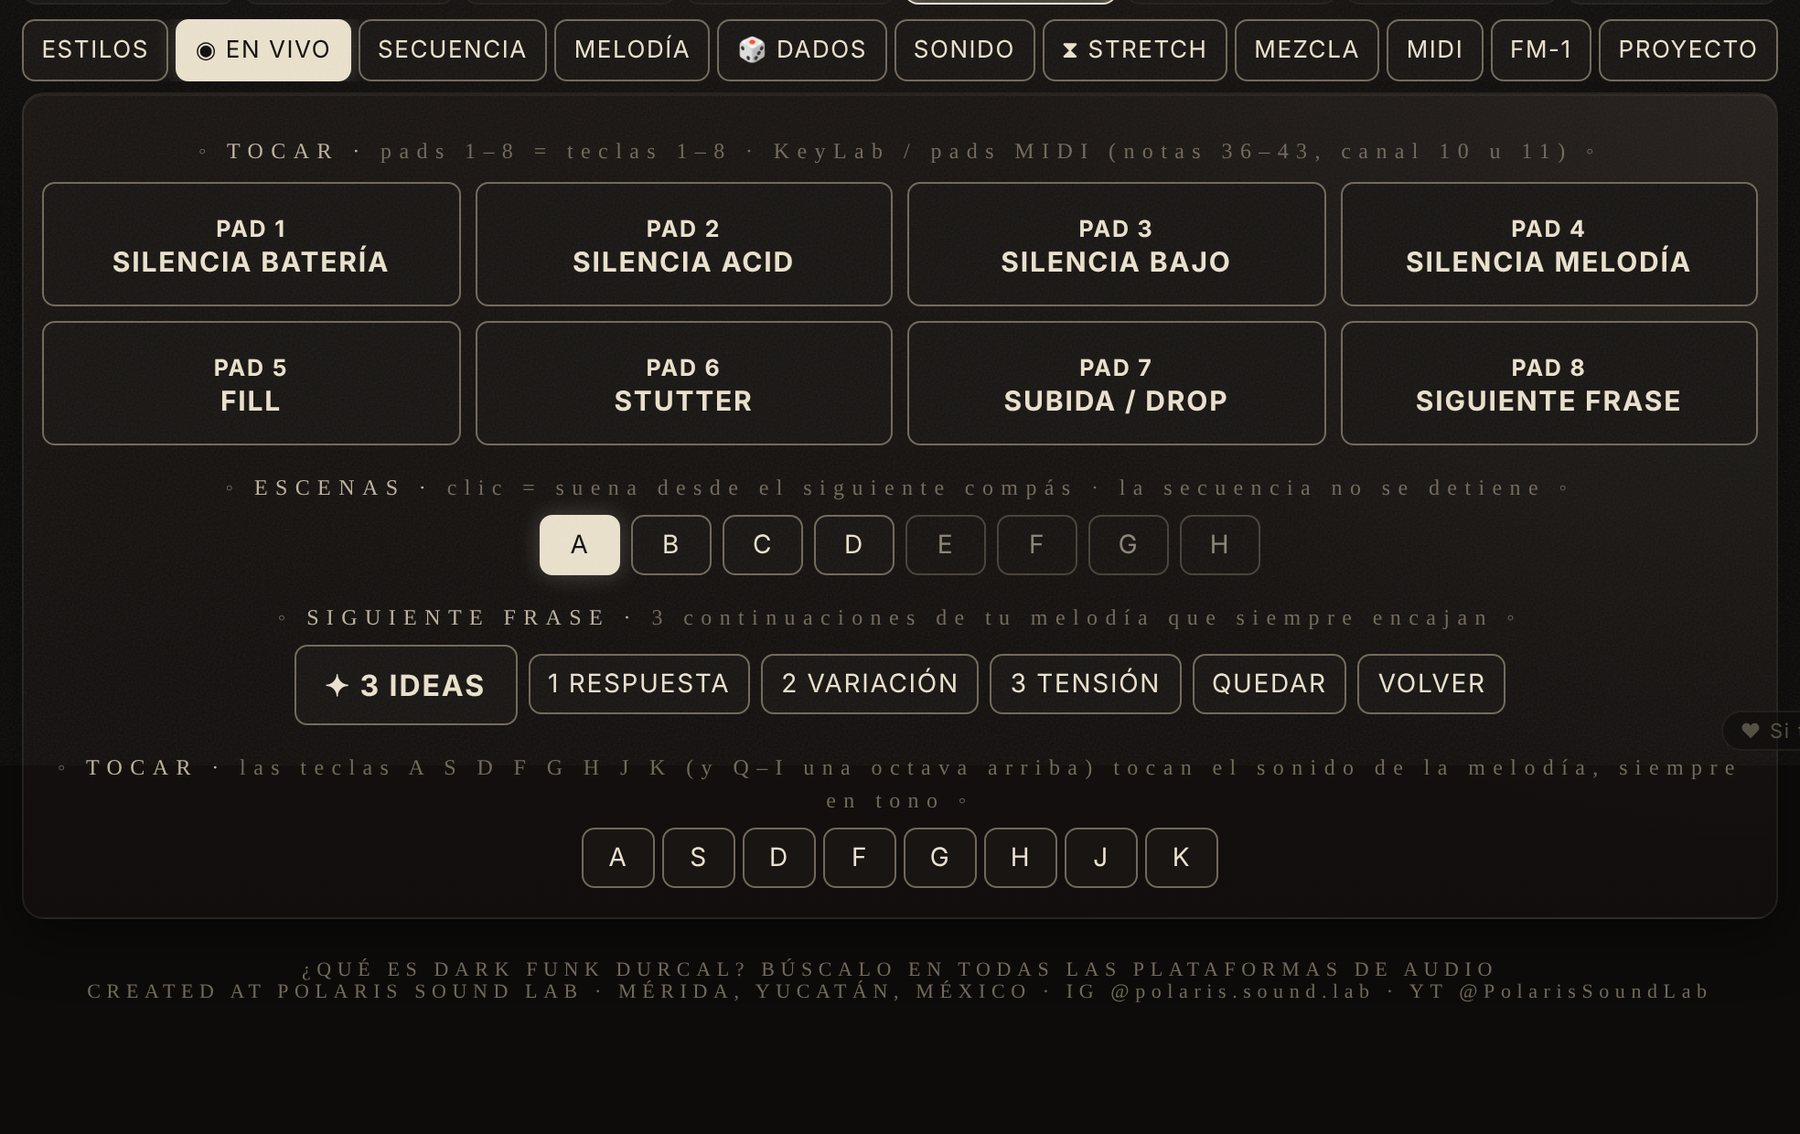 ESTILOS
◉ EN VIVO
SECUENCIA
MELODÍA
🎲 DADOS
SONIDO
⧗ STRETCH
MEZCLA
MIDI
FM-1
PROYECTO
◦ TOCAR · pads 1–8 = teclas 1–8 · KeyLab / pads MIDI (notas 36–43, canal 10 u 11) ◦
PAD 1
SILENCIA BATERÍA
PAD 2
SILENCIA ACID
PAD 3
SILENCIA BAJO
PAD 4
SILENCIA MELODÍA
PAD 5
FILL
PAD 6
STUTTER
PAD 7
SUBIDA / DROP
PAD 8
SIGUIENTE FRASE
◦ ESCENAS · clic = suena desde el siguiente compás · la secuencia no se detiene ◦
A
B
C
D
E
F
G
H
◦ SIGUIENTE FRASE · 3 continuaciones de tu melodía que siempre encajan ◦
✦ 3 IDEAS
1 RESPUESTA
2 VARIACIÓN
3 TENSIÓN
QUEDAR
VOLVER
♥ Si
◦ TOCAR · las teclas A S D F G H J K (y Q–I una octava arriba) tocan el sonido de la melodía, siempre
en tono ◦
A
S
D
F
G
H
J
K
¿QUÉ ES DARK FUNK DURCAL? BÚSCALO EN TODAS LAS PLATAFORMAS DE AUDIO
CREATED AT POLARIS SOUND LAB · MÉRIDA, YUCATÁN, MÉXICO · IG @polaris.sound.lab · YT @PolarisSoundLab